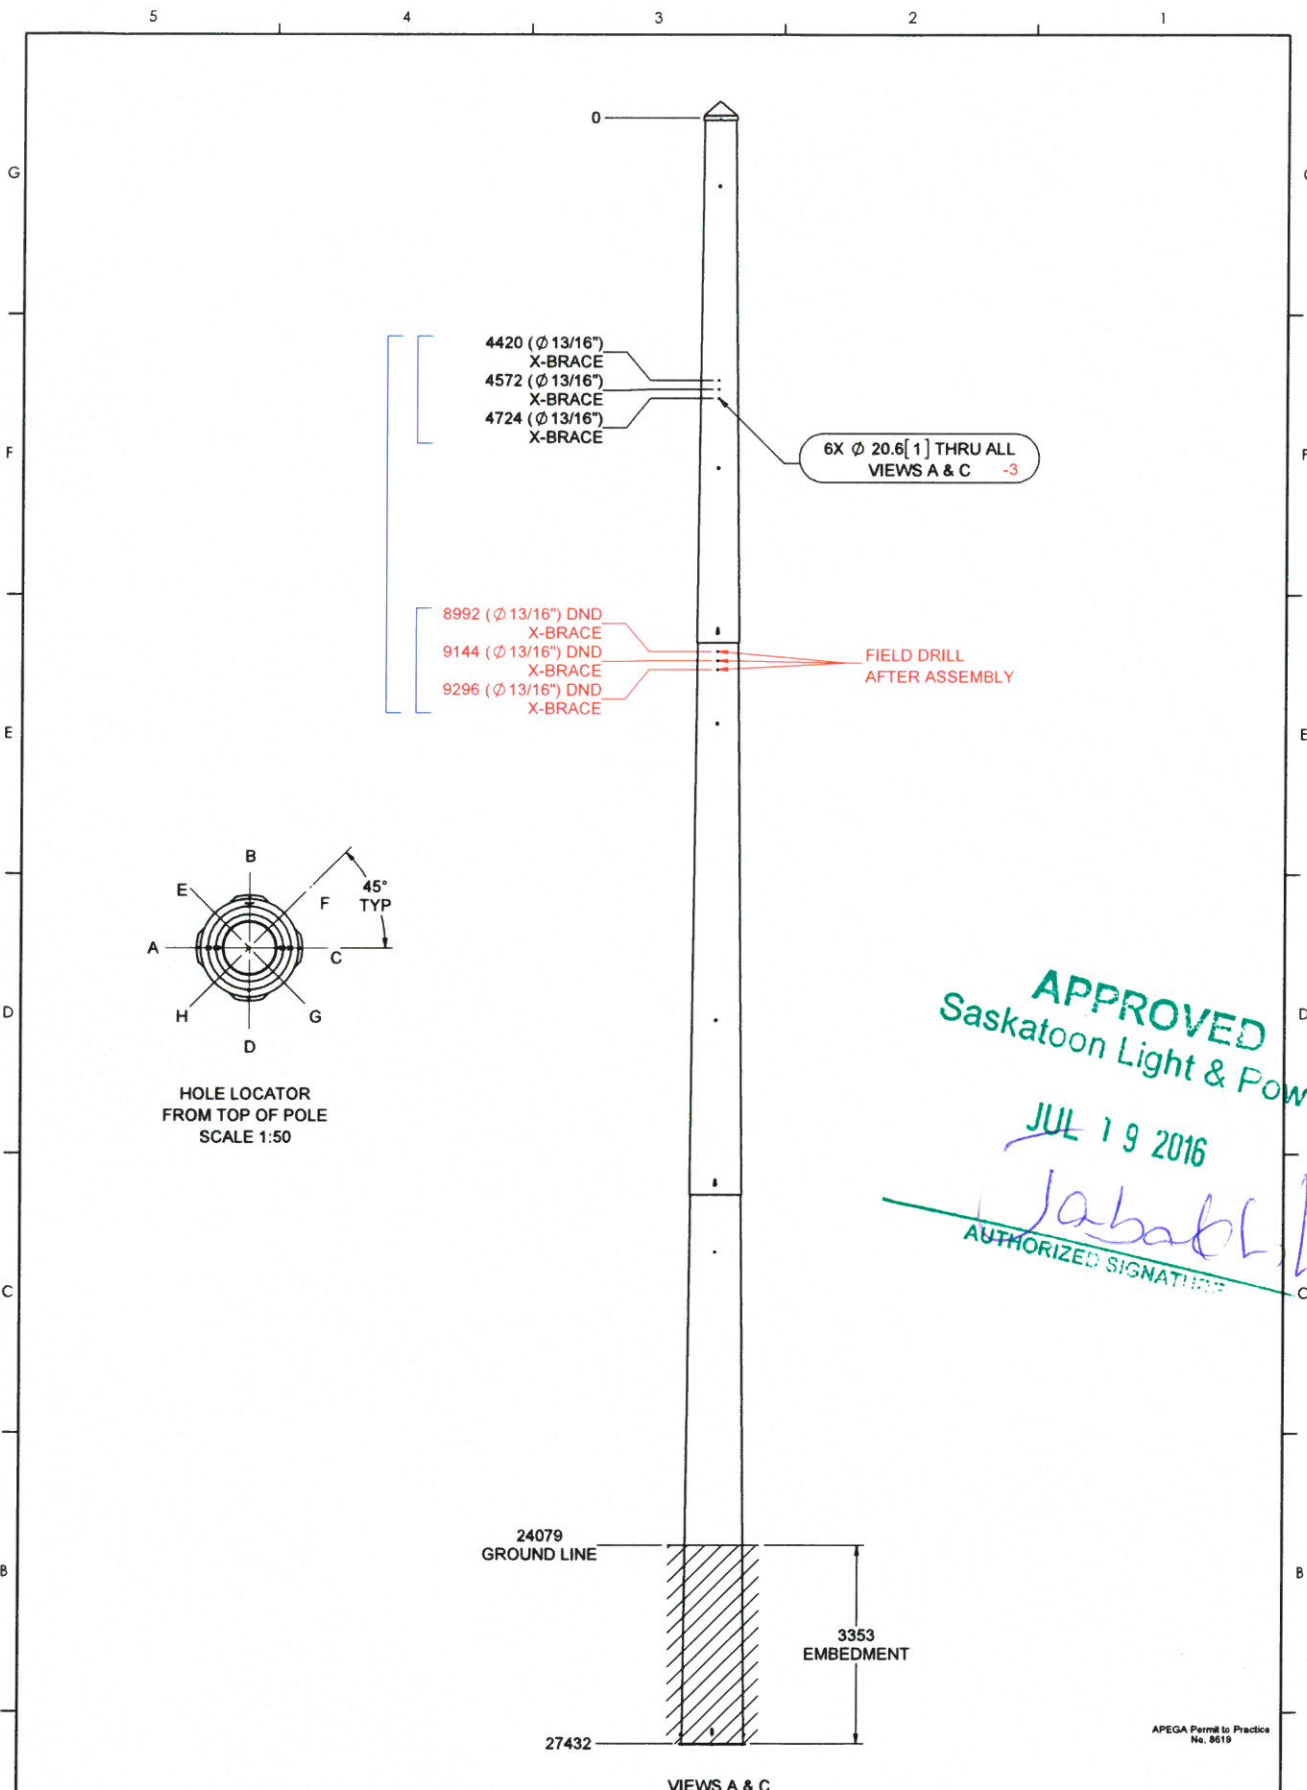 5 4 3 2 1
0
G
4420 (Ø 13/16")
X-BRACE
4572 (Ø 13/16")
X-BRACE
4724 (Ø 13/16")
X-BRACE
6X Ø 20.6[1] THRU ALL
VIEWS A & C -3
F F
8992 (Ø 13/16") DND
X-BRACE
9144 (Ø 13/16") DND
X-BRACE
9296 (Ø 13/16") DND
X-BRACE
FIELD DRILL
AFTER ASSEMBLY
E E
B
E
45°
TYP
F
A
C
H
G
D
HOLE LOCATOR
FROM TOP OF POLE
SCALE 1:50
D D
APPROVED
Saskatoon Light & Pow
JUL 19 2016
AUTHORIZED SIGNATURE
C C
24079
GROUND LINE
B B
3353
EMBEDMENT
27432
APEGA Permit to Practice
No. 8619
VIEWS A & C